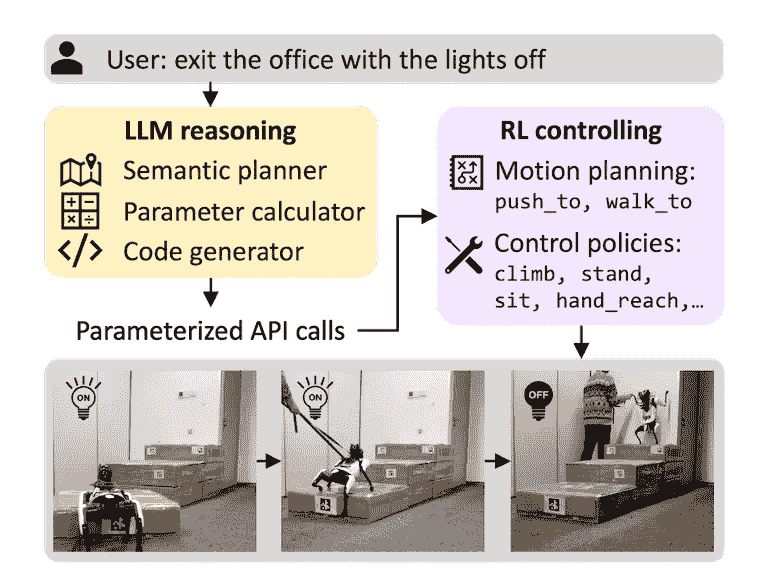 User: exit the office with the lights off
LLM reasoning
Semantic planner
Parameter calculator
Code generator
Parameterized API calls
RL controlling
Motion planning:
push_to, walk_to
Control policies:
climb, stand,
sit, hand_reach,…
ON
ON
OFF